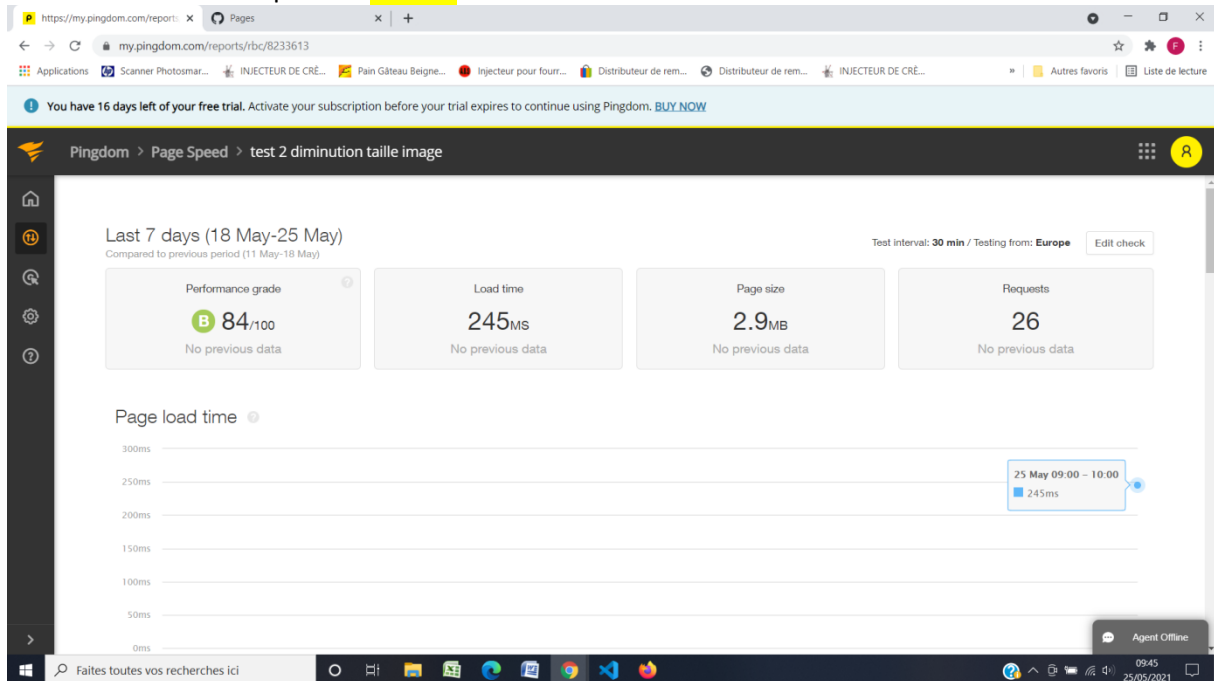 https://my.pingdom.com/reports
Pages
my.pingdom.com/reports/rbc/8233613
Applications Scanner Photosmar... INJECTEUR DE CRÈ... Pain Gâteau Beigne... Injecteur pour fourr... Distributeur de rem... Distributeur de rem... INJECTEUR DE CRÈ... » Autres favoris Liste de lecture
You have 16 days left of your free trial. Activate your subscription before your trial expires to continue using Pingdom. BUY NOW
Pingdom > Page Speed > test 2 diminution taille image
Last 7 days (18 May-25 May)
Compared to previous period (11 May-18 May)
Test interval: 30 min / Testing from: Europe Edit check
Performance grade Load time Page size Requests
B 84/100 245MS 2.9MB 26
No previous data No previous data No previous data No previous data
Page load time
300ms
25 May 09:00 – 10:00
250ms
245ms
200ms
150ms
100ms
50ms
Agent Offline
0ms
Faites toutes vos recherches ici
09:45
25/05/2021